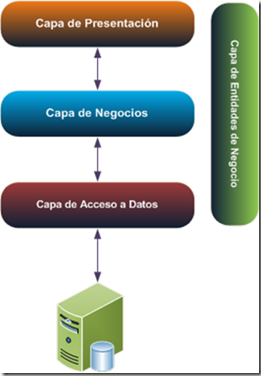 Capa de Presentación
Capa de Negocios
Capa de Acceso a Datos
Capa de Entidades de Negocio